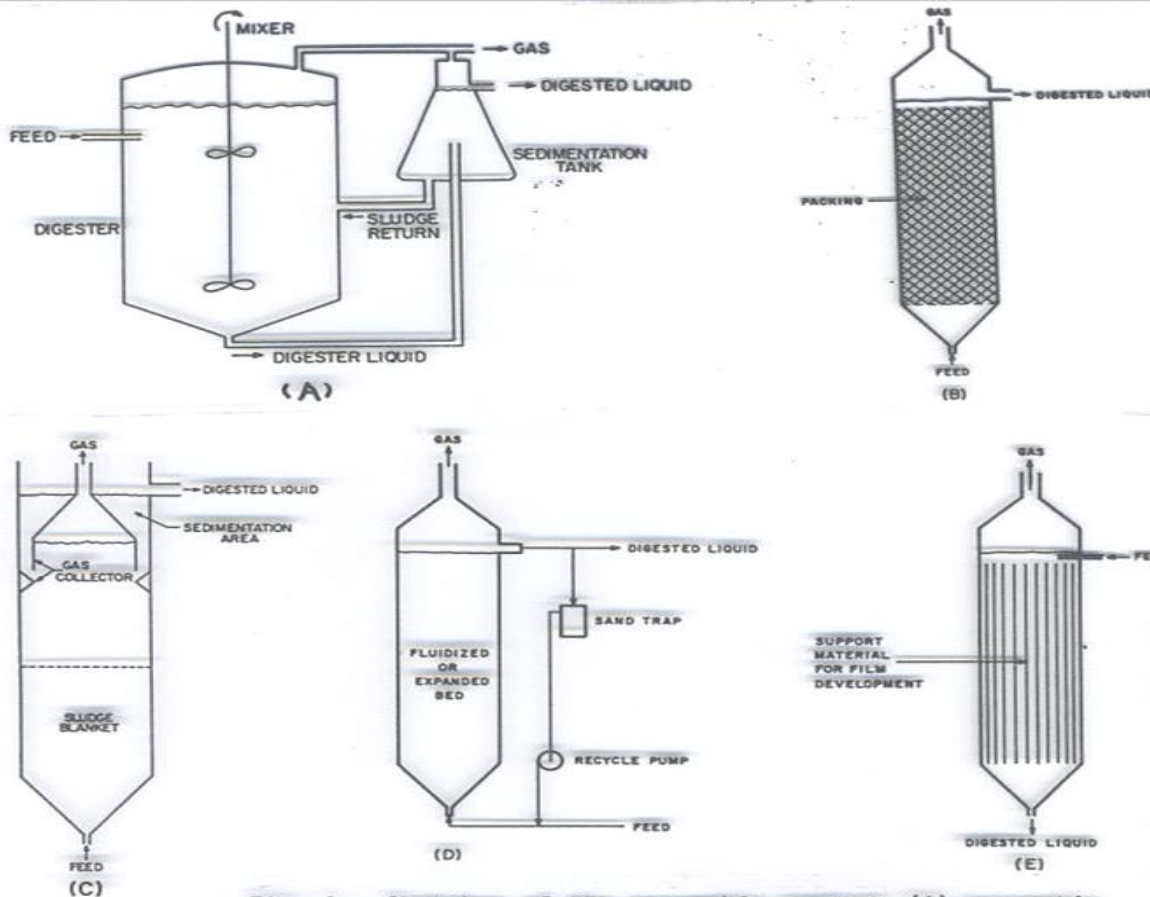 MIXER
GAS
DIGESTED LIQUID
FEED
SEDIMENTATION
TANK
DIGESTER
SLUDGE
RETURN
DIGESTER LIQUID
(A)
GAS
DIGESTED LIQUID
PACKING
FEED
(B)
GAS
DIGESTED LIQUID
SEDIMENTATION
AREA
GAS
COLLECTOR
SLUDGE
BLANKET
FEED
(C)
GAS
DIGESTED LIQUID
SAND TRAP
FLUIDIZED
OR
EXPANDED
BED
RECYCLE PUMP
FEED
(D)
GAS
FE
SUPPORT
MATERIAL
FOR FILM
DEVELOPMENT
DIGESTED LIQUID
(E)